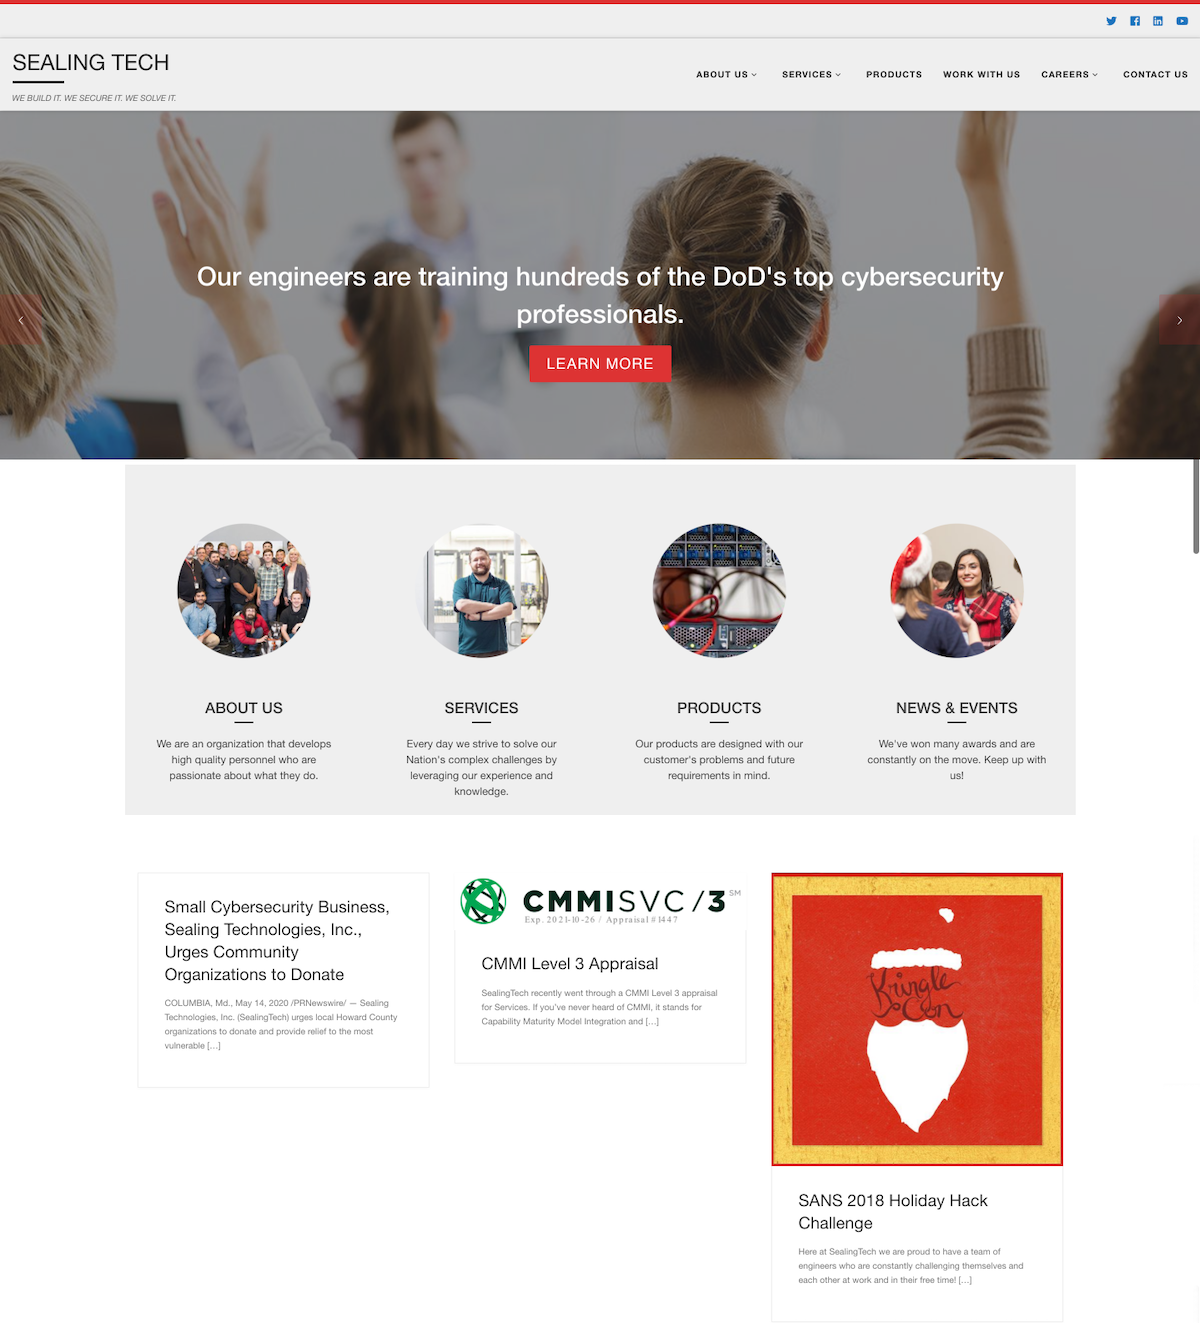 SEALING TECH
WE BUILD IT. WE SECURE IT. WE SOLVE IT.
ABOUT US
SERVICES
PRODUCTS
WORK WITH US
CAREERS
CONTACT US
Our engineers are training hundreds of the DoD's top cybersecurity
professionals.
LEARN MORE
ABOUT US
We are an organization that develops
high quality personnel who are
passionate about what they do.
SERVICES
Every day we strive to solve our
Nation's complex challenges by
leveraging our experience and
knowledge.
PRODUCTS
Our products are designed with our
customer's problems and future
requirements in mind.
NEWS & EVENTS
We've won many awards and are
constantly on the move. Keep up with
us!
Small Cybersecurity Business,
Sealing Technologies, Inc.,
Urges Community
Organizations to Donate
COLUMBIA, Md., May 14, 2020 /PRNewswire/ — Sealing
Technologies, Inc. (SealingTech) urges local Howard County
organizations to donate and provide relief to the most
vulnerable [...]
CMMISVC/3 SM
Exp. 2021-10-26 / Appraisal #1447
CMMI Level 3 Appraisal
SealingTech recently went through a CMMI Level 3 appraisal
for Services. If you've never heard of CMMI, it stands for
Capability Maturity Model Integration and [...]
Kringle
Con
SANS 2018 Holiday Hack
Challenge
Here at SealingTech we are proud to have a team of
engineers who are constantly challenging themselves and
each other at work and in their free time! [...]